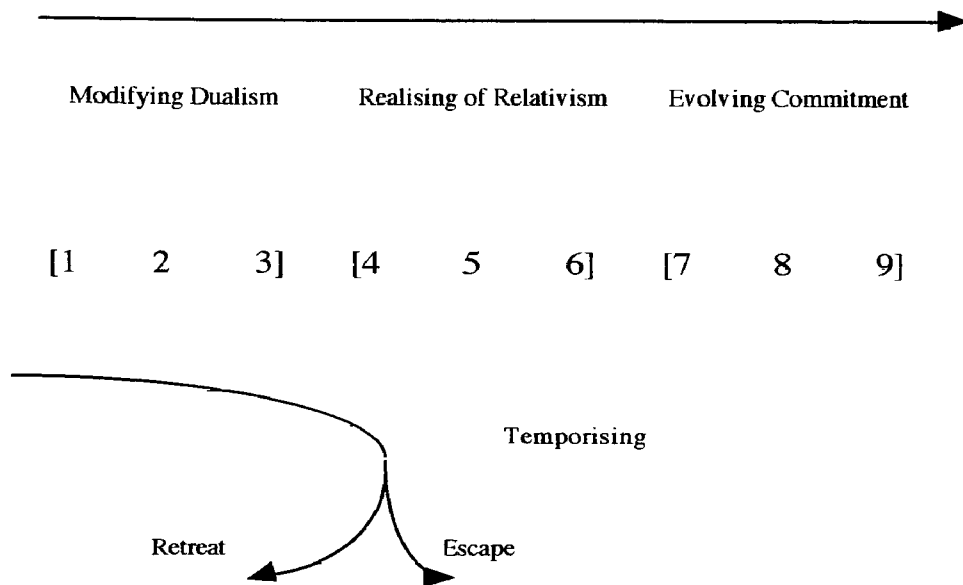 Modifying Dualism Realising of Relativism Evolving Commitment
[1 2 3] [4 5 6] [7 8 9]
Temporising
Retreat Escape